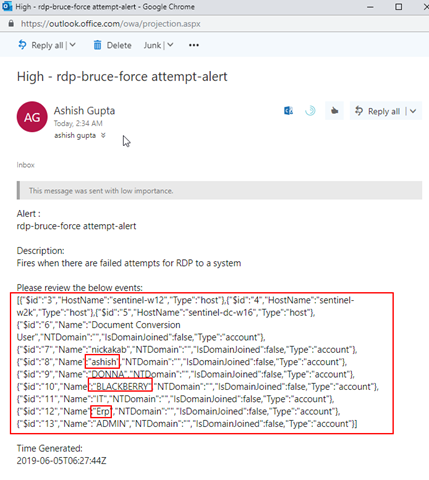 High - rdp-bruce-force attempt-alert - Google Chrome
https://outlook.office.com/owa/projection.aspx
Reply all | Delete Junk | ...
High - rdp-bruce-force attempt-alert
AG
Ashish Gupta
Today, 2:34 AM
ashish gupta
Reply all |
Inbox
This message was sent with low importance.
Alert :
rdp-bruce-force attempt-alert
Description:
Fires when there are failed attempts for RDP to a system
Please review the below events:
[{"$id":"3","HostName":"sentinel-w12","Type":"host"},{"$id":"4","HostName":"sentinel-
w2k","Type":"host"},{"$id":"5","HostName":"sentinel-dc-w16","Type":"host"},
{"$id":"6","Name":"Document Conversion
User","NTDomain":"","IsDomainJoined":false,"Type":"account"},
{"$id":"7","Name":"nickakab","NTDomain":"","IsDomainJoined":false,"Type":"account"},
{"$id":"8","Name":"ashish","NTDomain":"","IsDomainJoined":false,"Type":"account"},
{"$id":"9","Name":"DONNA","NTDomain":"","IsDomainJoined":false,"Type":"account"},
{"$id":"10","Name":"BLACKBERRY","NTDomain":"","IsDomainJoined":false,"Type":"account"},
{"$id":"11","Name":"IT","NTDomain":"","IsDomainJoined":false,"Type":"account"},
{"$id":"12","Name":"Erp","NTDomain":"","IsDomainJoined":false,"Type":"account"},
{"$id":"13","Name":"ADMIN","NTDomain":"","IsDomainJoined":false,"Type":"account"}]
Time Generated:
2019-06-05T06:27:44Z